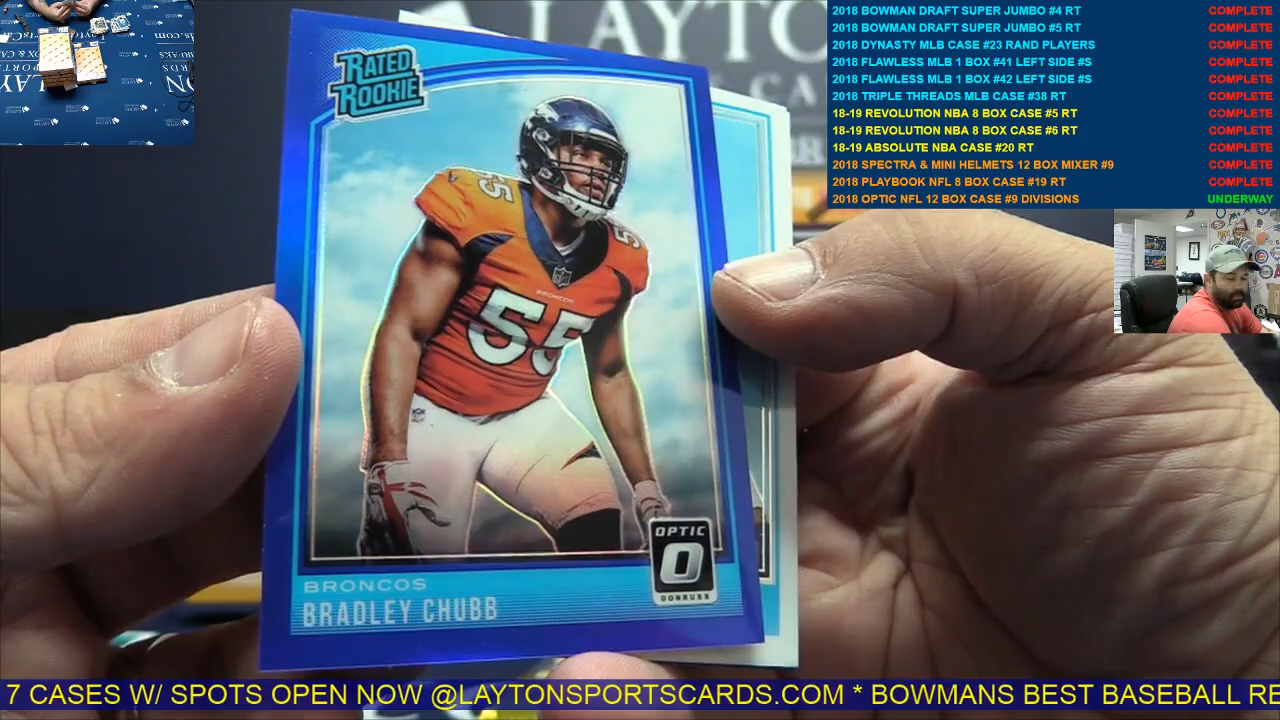 2018 BOWMAN DRAFT SUPER JUMBO #4 RT COMPLETE
2018 BOWMAN DRAFT SUPER JUMBO #5 RT COMPLETE
2018 DYNASTY MLB CASE #23 RAND PLAYERS COMPLETE
2018 FLAWLESS MLB 1 BOX #41 LEFT SIDE #S COMPLETE
2018 FLAWLESS MLB 1 BOX #42 LEFT SIDE #S COMPLETE
2018 TRIPLE THREADS MLB CASE #38 RT COMPLETE
18-19 REVOLUTION NBA 8 BOX CASE #5 RT COMPLETE
18-19 REVOLUTION NBA 8 BOX CASE #6 RT COMPLETE
18-19 ABSOLUTE NBA CASE #20 RT COMPLETE
2018 SPECTRA & MINI HELMETS 12 BOX MIXER #9 COMPLETE
2018 PLAYBOOK NFL 8 BOX CASE #19 RT COMPLETE
2018 OPTIC NFL 12 BOX CASE #9 DIVISIONS UNDERWAY
LAYTON
RATED
ROOKIE
55
55
NFL
BRONCOS
55
OPTIC
O
DONRUSS
BRONCOS
BRADLEY CHUBB
7 CASES W/ SPOTS OPEN NOW @LAYTONSPORTSCARDS.COM * BOWMANS BEST BASEBALL RE